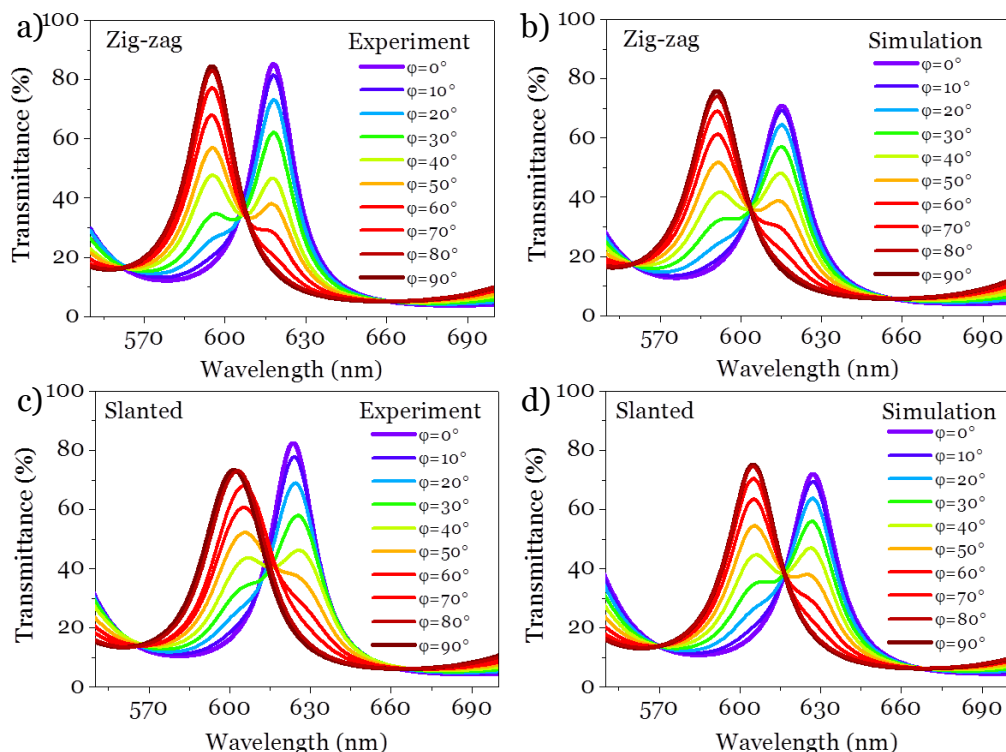 a)
Zig-zag
Experiment
φ=0°
φ=10°
φ=20°
φ=30°
φ=40°
φ=50°
φ=60°
φ=70°
φ=80°
φ=90°
100
80
60
40
20
0
Transmittance (%)
570 600 630 660 690
Wavelength (nm)
b)
Zig-zag
Simulation
φ=0°
φ=10°
φ=20°
φ=30°
φ=40°
φ=50°
φ=60°
φ=70°
φ=80°
φ=90°
100
80
60
40
20
0
Transmittance (%)
570 600 630 660 690
Wavelength (nm)
c)
Slanted
Experiment
φ=0°
φ=10°
φ=20°
φ=30°
φ=40°
φ=50°
φ=60°
φ=70°
φ=80°
φ=90°
100
80
60
40
20
0
Transmittance (%)
570 600 630 660 690
Wavelength (nm)
d)
Slanted
Simulation
φ=0°
φ=10°
φ=20°
φ=30°
φ=40°
φ=50°
φ=60°
φ=70°
φ=80°
φ=90°
100
80
60
40
20
0
Transmittance (%)
570 600 630 660 690
Wavelength (nm)